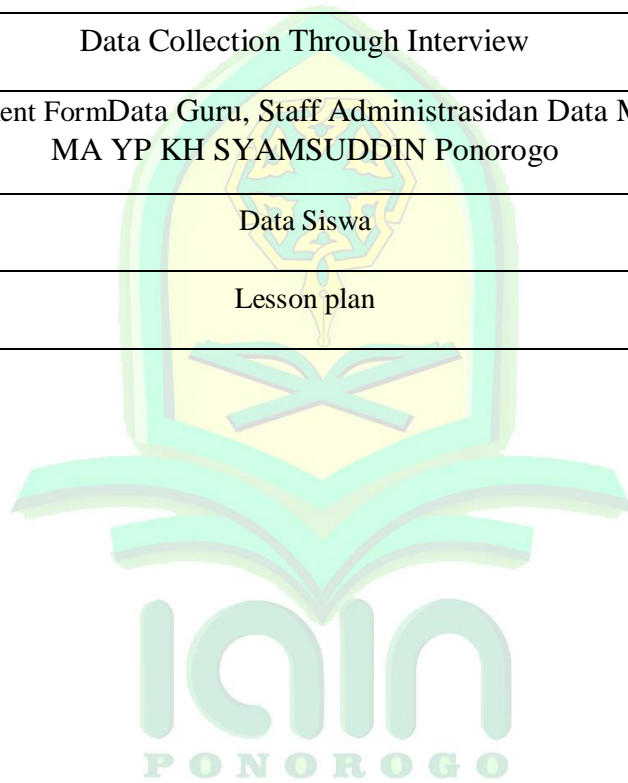 Data Collection Through Interview
ent FormData Guru, Staff Administrasidan Data M
MA YP KH SYAMSUDDIN Ponorogo
Data Siswa
Lesson plan
IAIN
PONOROGO